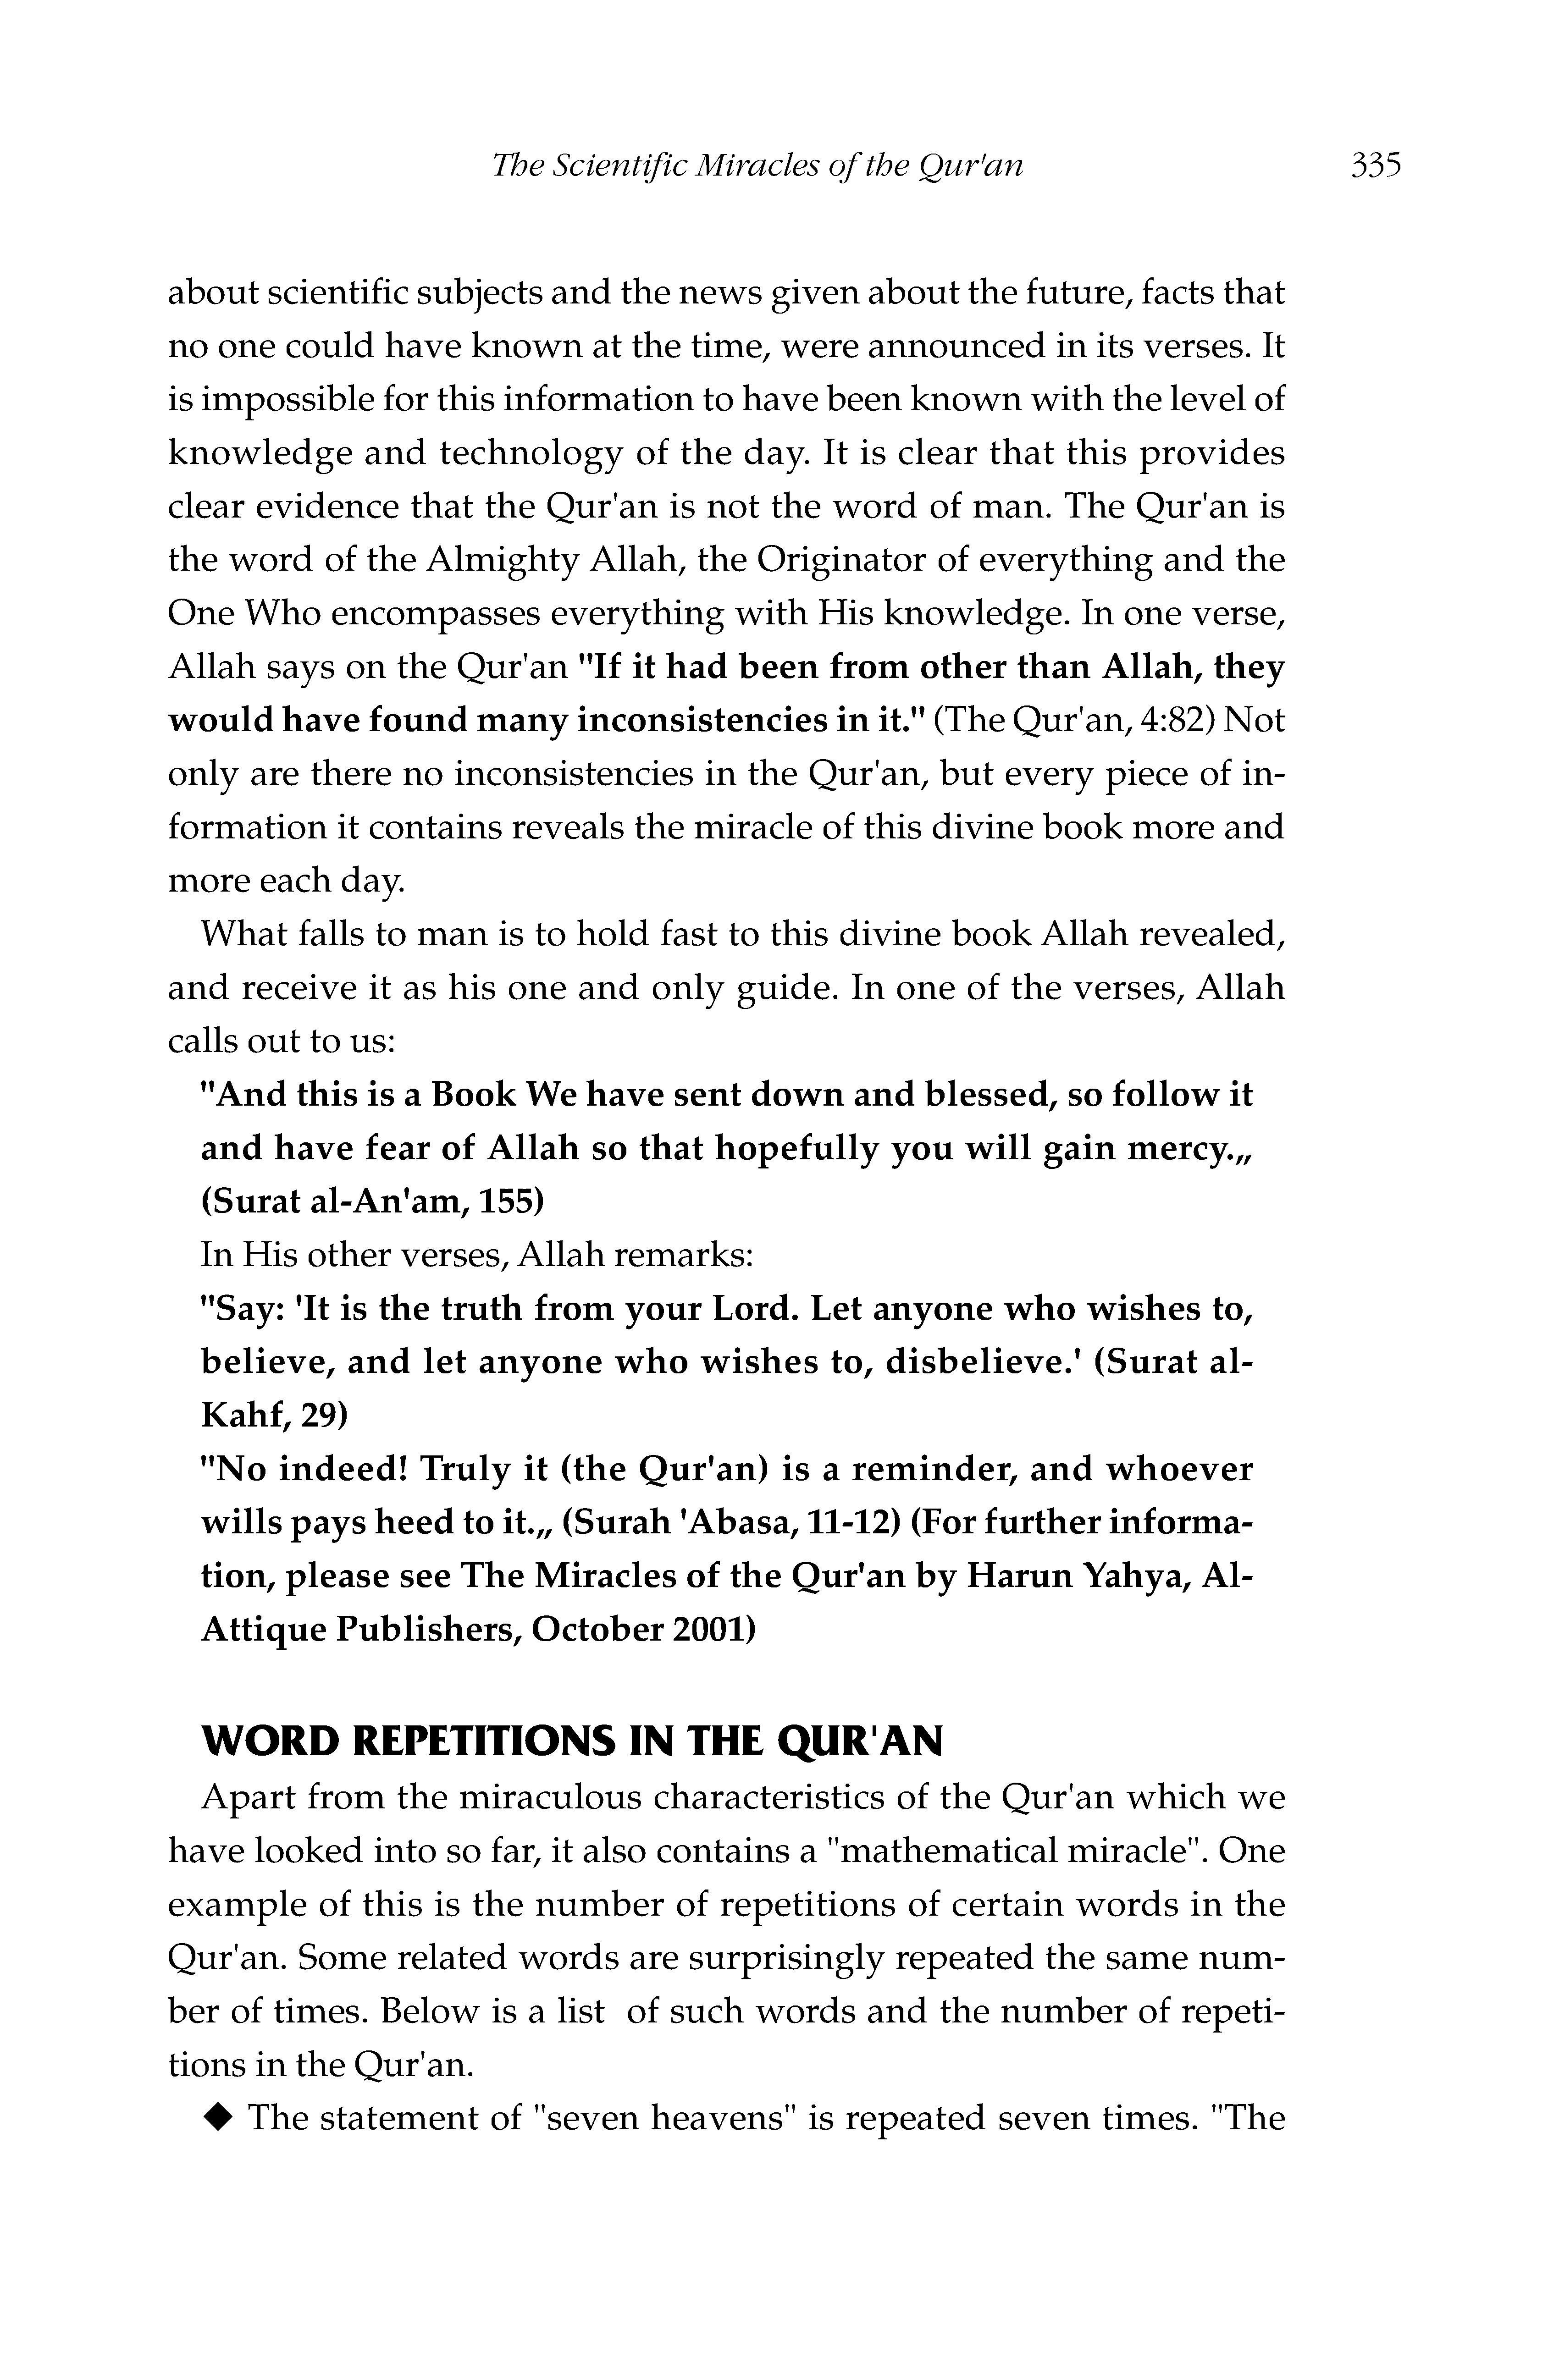 The Scientific Miracles of the Qur'an 335
about scientific subjects and the news given about the future, facts that
no one could have known at the time, were announced in its verses. It
is impossible for this information to have been known with the level of
knowledge and technology of the day. It is clear that this provides
clear evidence that the Qur'an is not the word of man. The Qur'an is
the word of the Almighty Allah, the Originator of everything and the
One Who encompasses everything with His knowledge. In one verse,
Allah says on the Qur'an "If it had been from other than Allah, they
would have found many inconsistencies in it." (The Qur'an, 4:82) Not
only are there no inconsistencies in the Qur'an, but every piece of in-
formation it contains reveals the miracle of this divine book more and
more each day.
What falls to man is to hold fast to this divine book Allah revealed,
and receive it as his one and only guide. In one of the verses, Allah
calls out to us:
"And this is a Book We have sent down and blessed, so follow it
and have fear of Allah so that hopefully you will gain mercy.„
(Surat al-An'am, 155)
In His other verses, Allah remarks:
"Say: 'It is the truth from your Lord. Let anyone who wishes to,
believe, and let anyone who wishes to, disbelieve.' (Surat al-
Kahf, 29)
"No indeed! Truly it (the Qur'an) is a reminder, and whoever
wills pays heed to it.„ (Surah 'Abasa, 11-12) (For further informa-
tion, please see The Miracles of the Qur'an by Harun Yahya, Al-
Attique Publishers, October 2001)
WORD REPETITIONS IN THE QUR'AN
Apart from the miraculous characteristics of the Qur'an which we
have looked into so far, it also contains a "mathematical miracle". One
example of this is the number of repetitions of certain words in the
Qur'an. Some related words are surprisingly repeated the same num-
ber of times. Below is a list of such words and the number of repeti-
tions in the Qur'an.
◆ The statement of "seven heavens" is repeated seven times. "The